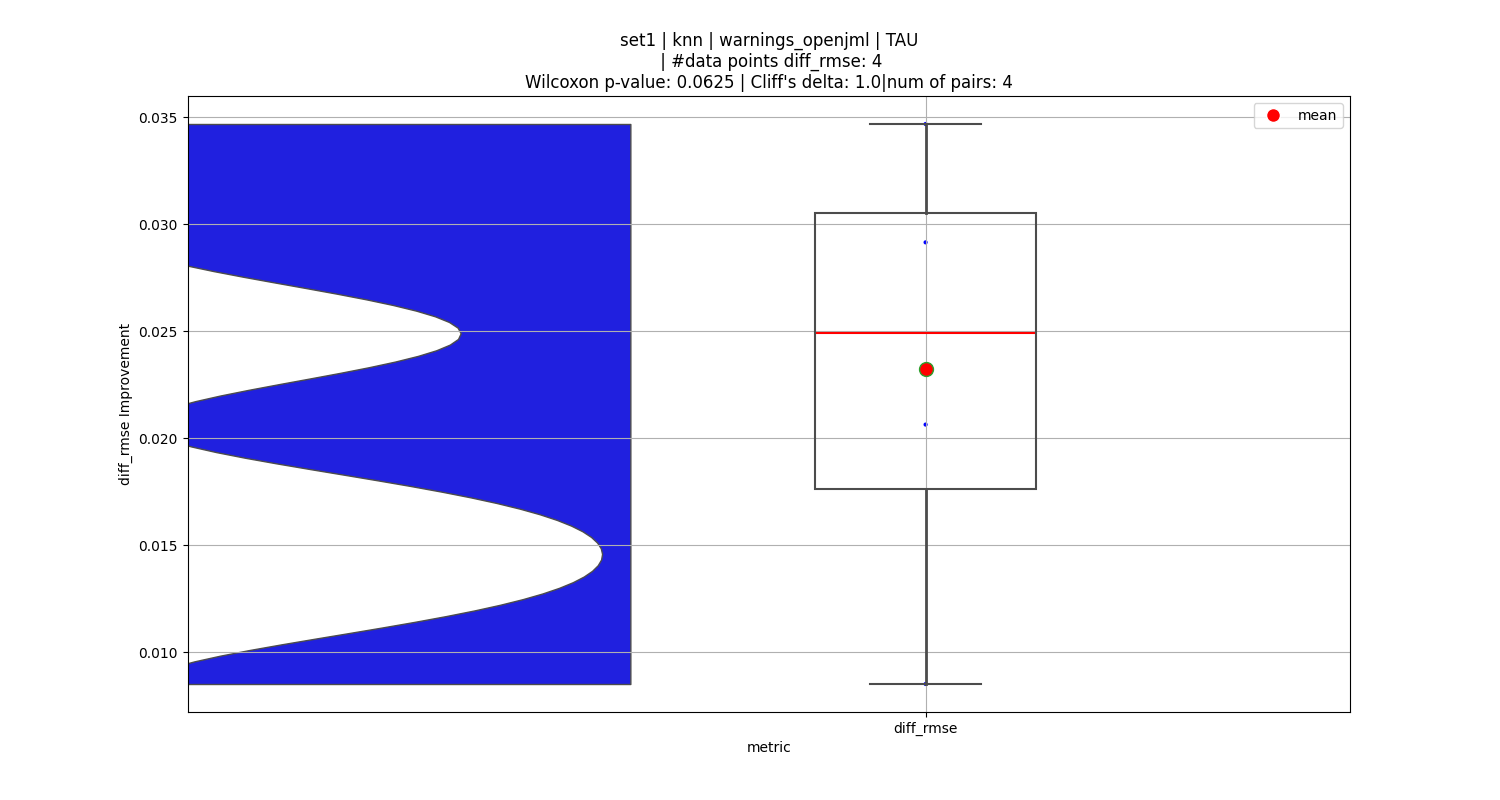 set1 | knn | warnings_openjml | TAU
| #data points diff_rmse: 4
Wilcoxon p-value: 0.0625 | Cliff's delta: 1.0|num of pairs: 4
mean
0.035
0.030
0.025
0.020
0.015
0.010
diff_rmse Improvement
diff_rmse
metric